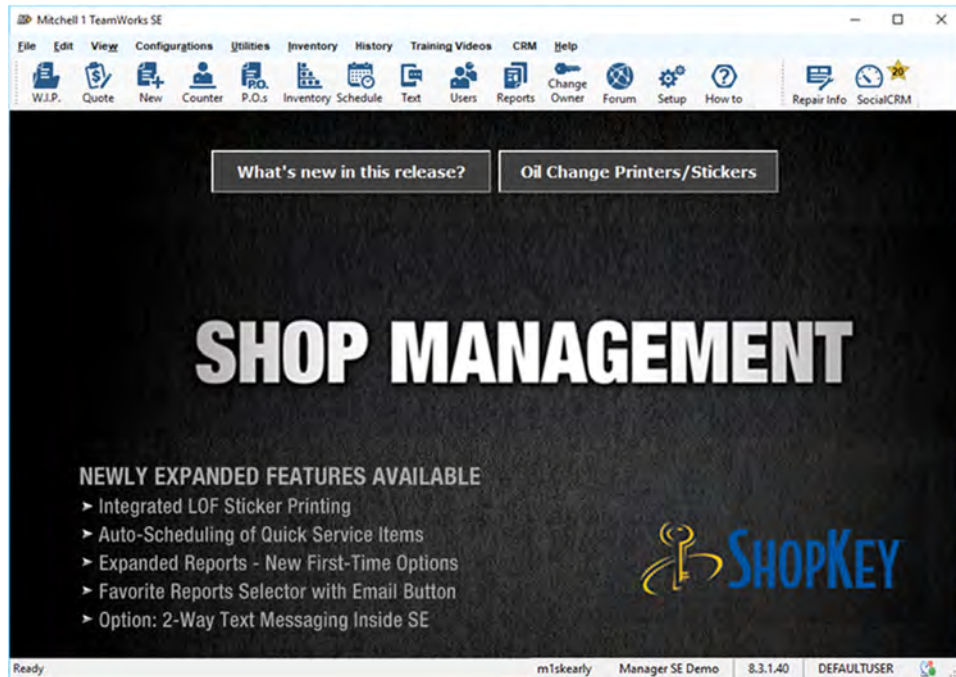 Mitchell 1 TeamWorks SE
File Edit View Configurations Utilities Inventory History Training Videos CRM Help
W.I.P. Quote New Counter P.O.s Inventory Schedule Text Users Reports Change Owner Forum Setup How to Repair Info SocialCRM
P.O.
20
What's new in this release? Oil Change Printers/Stickers
SHOP MANAGEMENT
NEWLY EXPANDED FEATURES AVAILABLE
➤ Integrated LOF Sticker Printing
➤ Auto-Scheduling of Quick Service Items
➤ Expanded Reports - New First-Time Options
➤ Favorite Reports Selector with Email Button
➤ Option: 2-Way Text Messaging Inside SE
SHOPKEY
Ready m1skearly Manager SE Demo 8.3.1.40 DEFAULTUSER